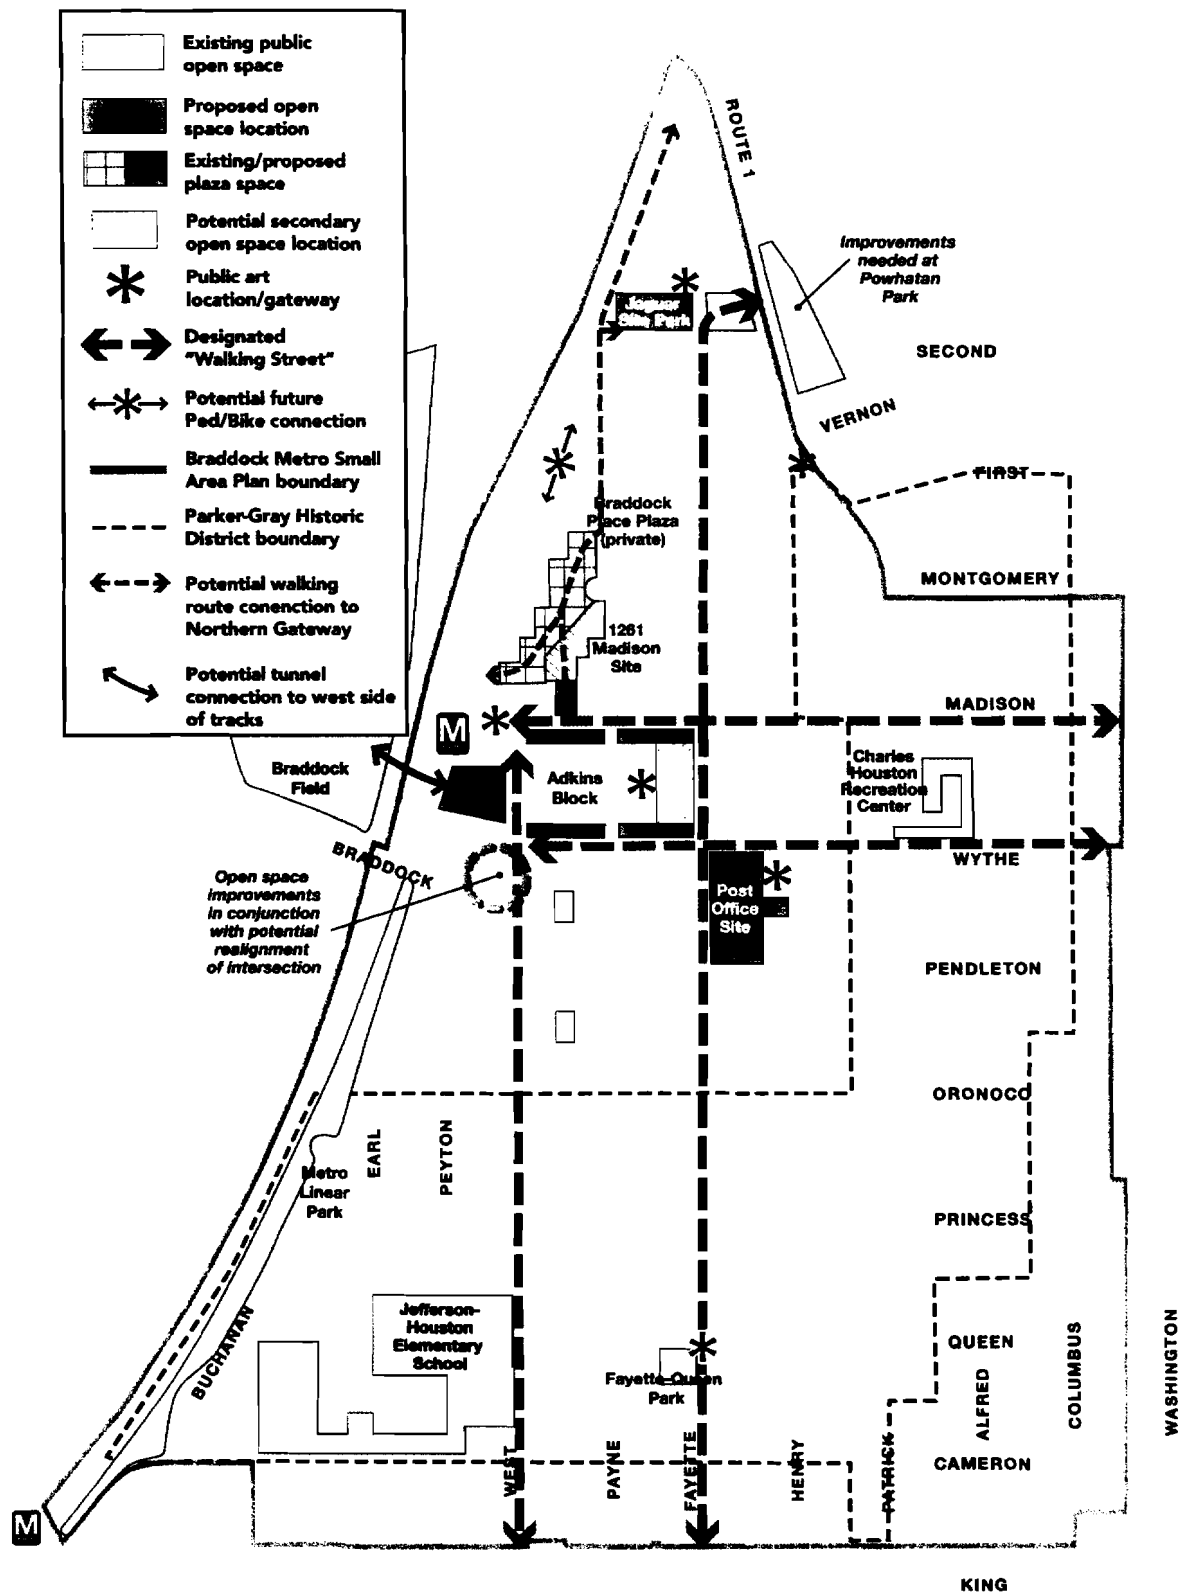 Existing public
open space
Proposed open
space location
Existing/proposed
plaza space
Potential secondary
open space location
Public art
location/gateway
Designated
"Walking Street"
Potential future
Ped/Bike connection
Braddock Metro Small
Area Plan boundary
Parker-Gray Historic
District boundary
Potential walking
route conenction to
Northern Gateway
Potential tunnel
connection to west side
of tracks
ROUTE 1
Improvements
needed at
Powhatan
Park
Site Park
SECOND
VERNON
FIRST
Braddock
Place Plaza
(private)
MONTGOMERY
1261
Madison
Site
MADISON
M
Braddock
Field
Adkins
Block
Charles
Houston
Recreation
Center
BRADDOCK
WYTHE
Open space
improvements
in conjunction
with potential
realignment
of intersection
Post
Office
Site
PENDLETON
ORONOCO
EARL
PEYTON
Metro
Linear
Park
PRINCESS
BUCHANAN
Jefferson-
Houston
Elementary
School
Fayette-Queen
Park
QUEEN
ALFRED
COLUMBUS
WASHINGTON
WEST
PAYNE
FAYETTE
HENRY
PATRICK
CAMERON
M
KING